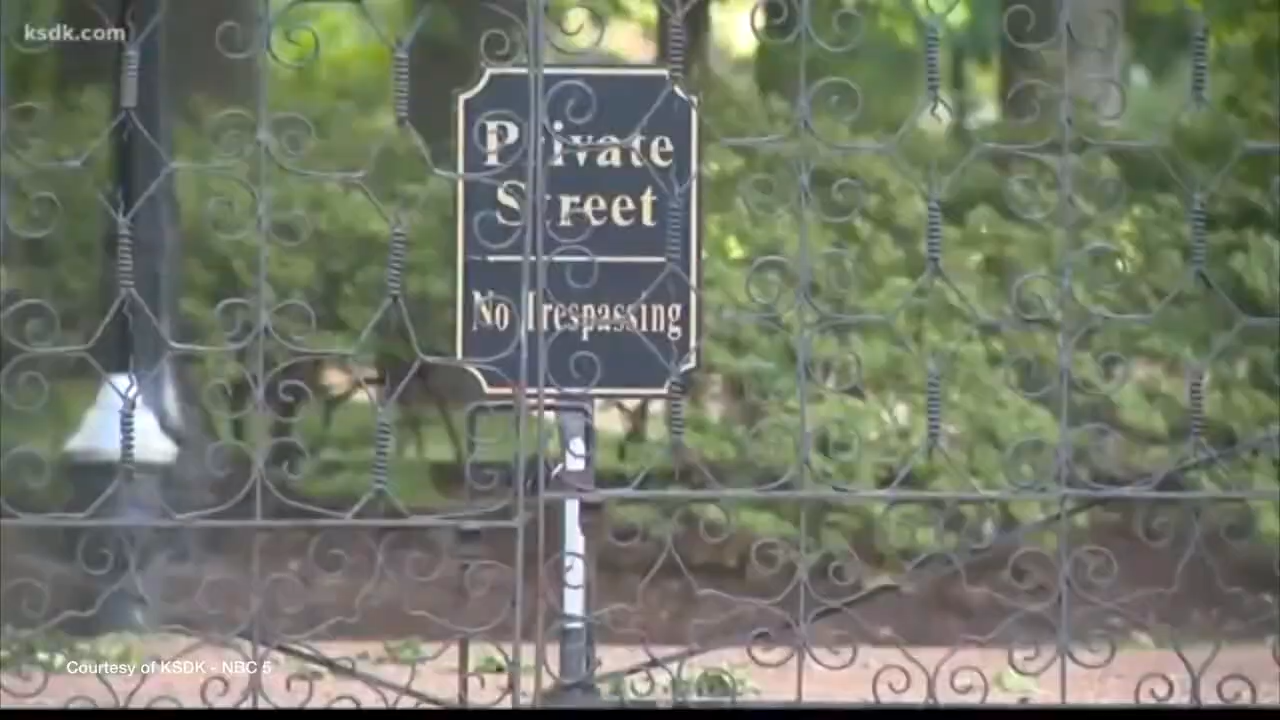 ksdk.com
Private
Street
No Trespassing
Courtesy of KSDK - NBC 5